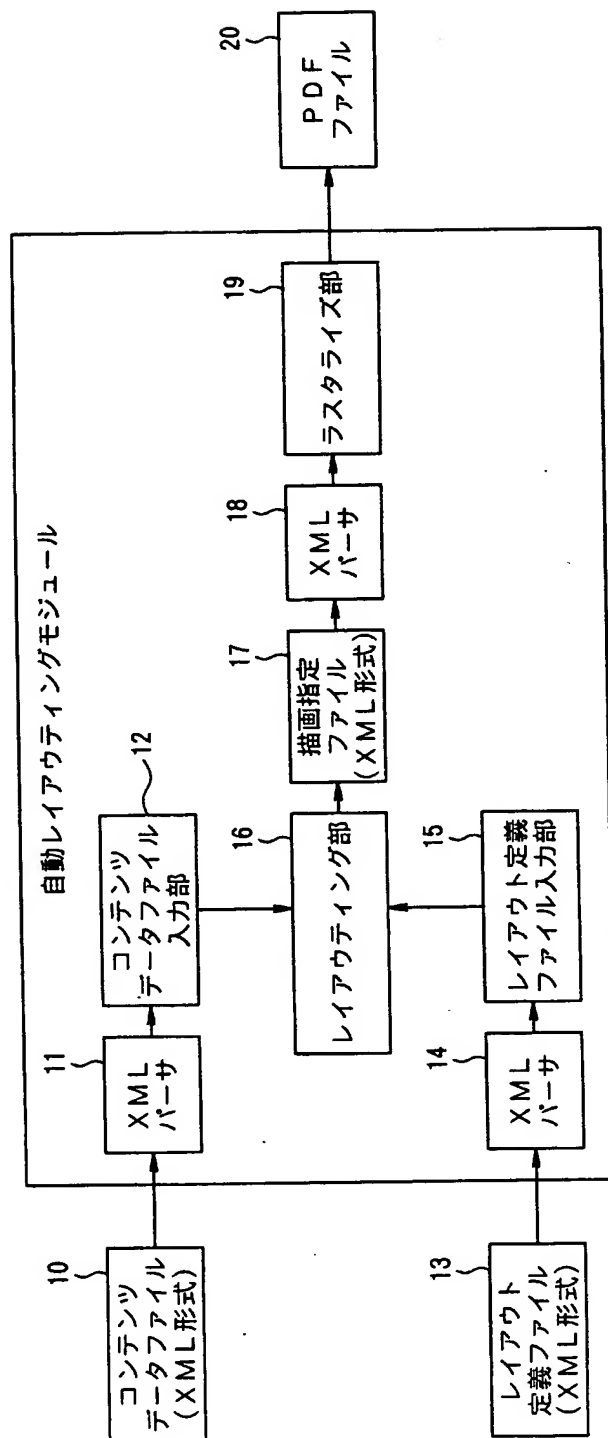 自動レイアウティングモジュール
10
コンテンツ
データファイル
(XML形式)
11
XML
パーサ
12
コンテンツ
データファイル
入力部
13
レイアウト
定義ファイル
(XML形式)
14
XML
パーサ
15
レイアウト定義
ファイル入力部
16
レイアウティング部
17
描画指定
ファイル
(XML形式)
18
XML
パーサ
19
ラスタライズ部
20
PDF
ファイル